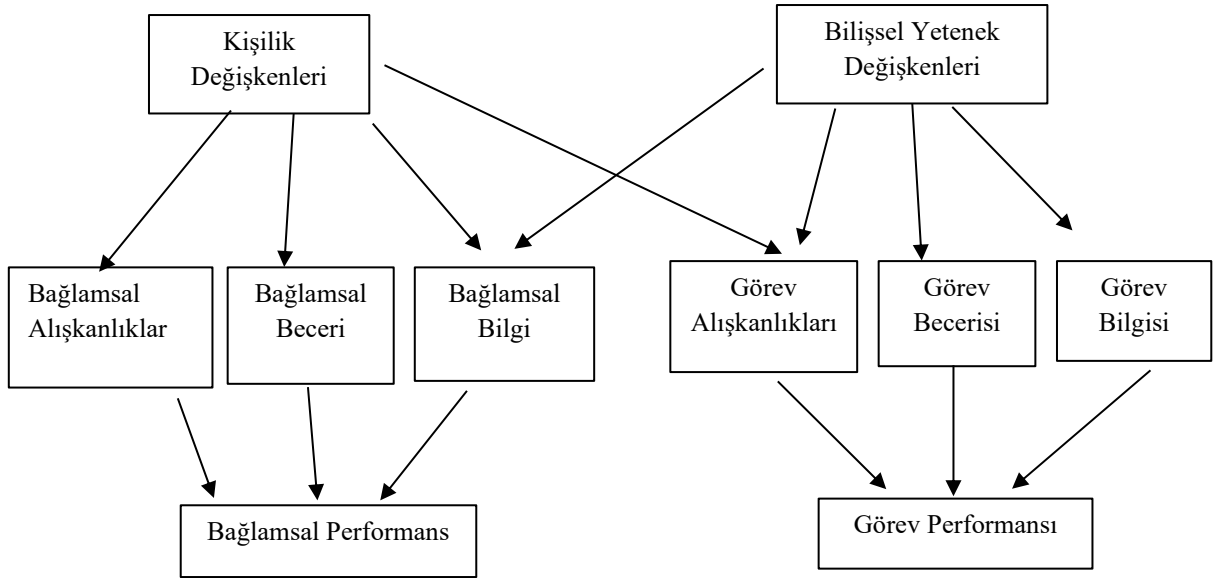 Kişilik
Değişkenleri
Bilişsel Yetenek
Değişkenleri
Bağlamsal
Alışkanlıklar
Bağlamsal
Beceri
Bağlamsal
Bilgi
Görev
Alışkanlıkları
Görev
Becerisi
Görev
Bilgisi
Bağlamsal Performans
Görev Performansı